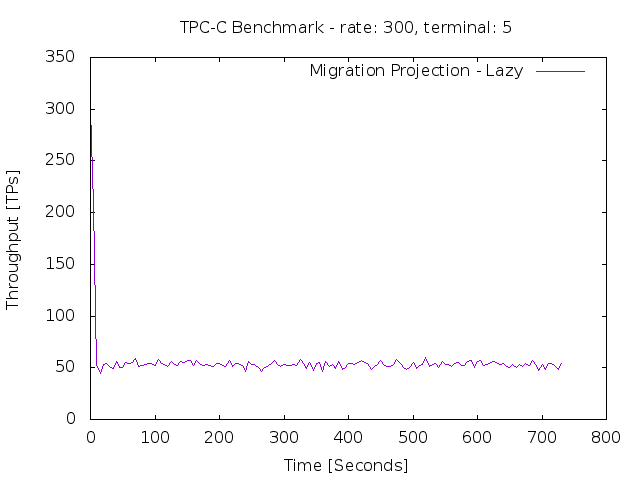 TPC-C Benchmark - rate: 300, terminal: 5
Migration Projection - Lazy
Throughput [TPs]
350
300
250
200
150
100
50
0
0 100 200 300 400 500 600 700 800
Time [Seconds]